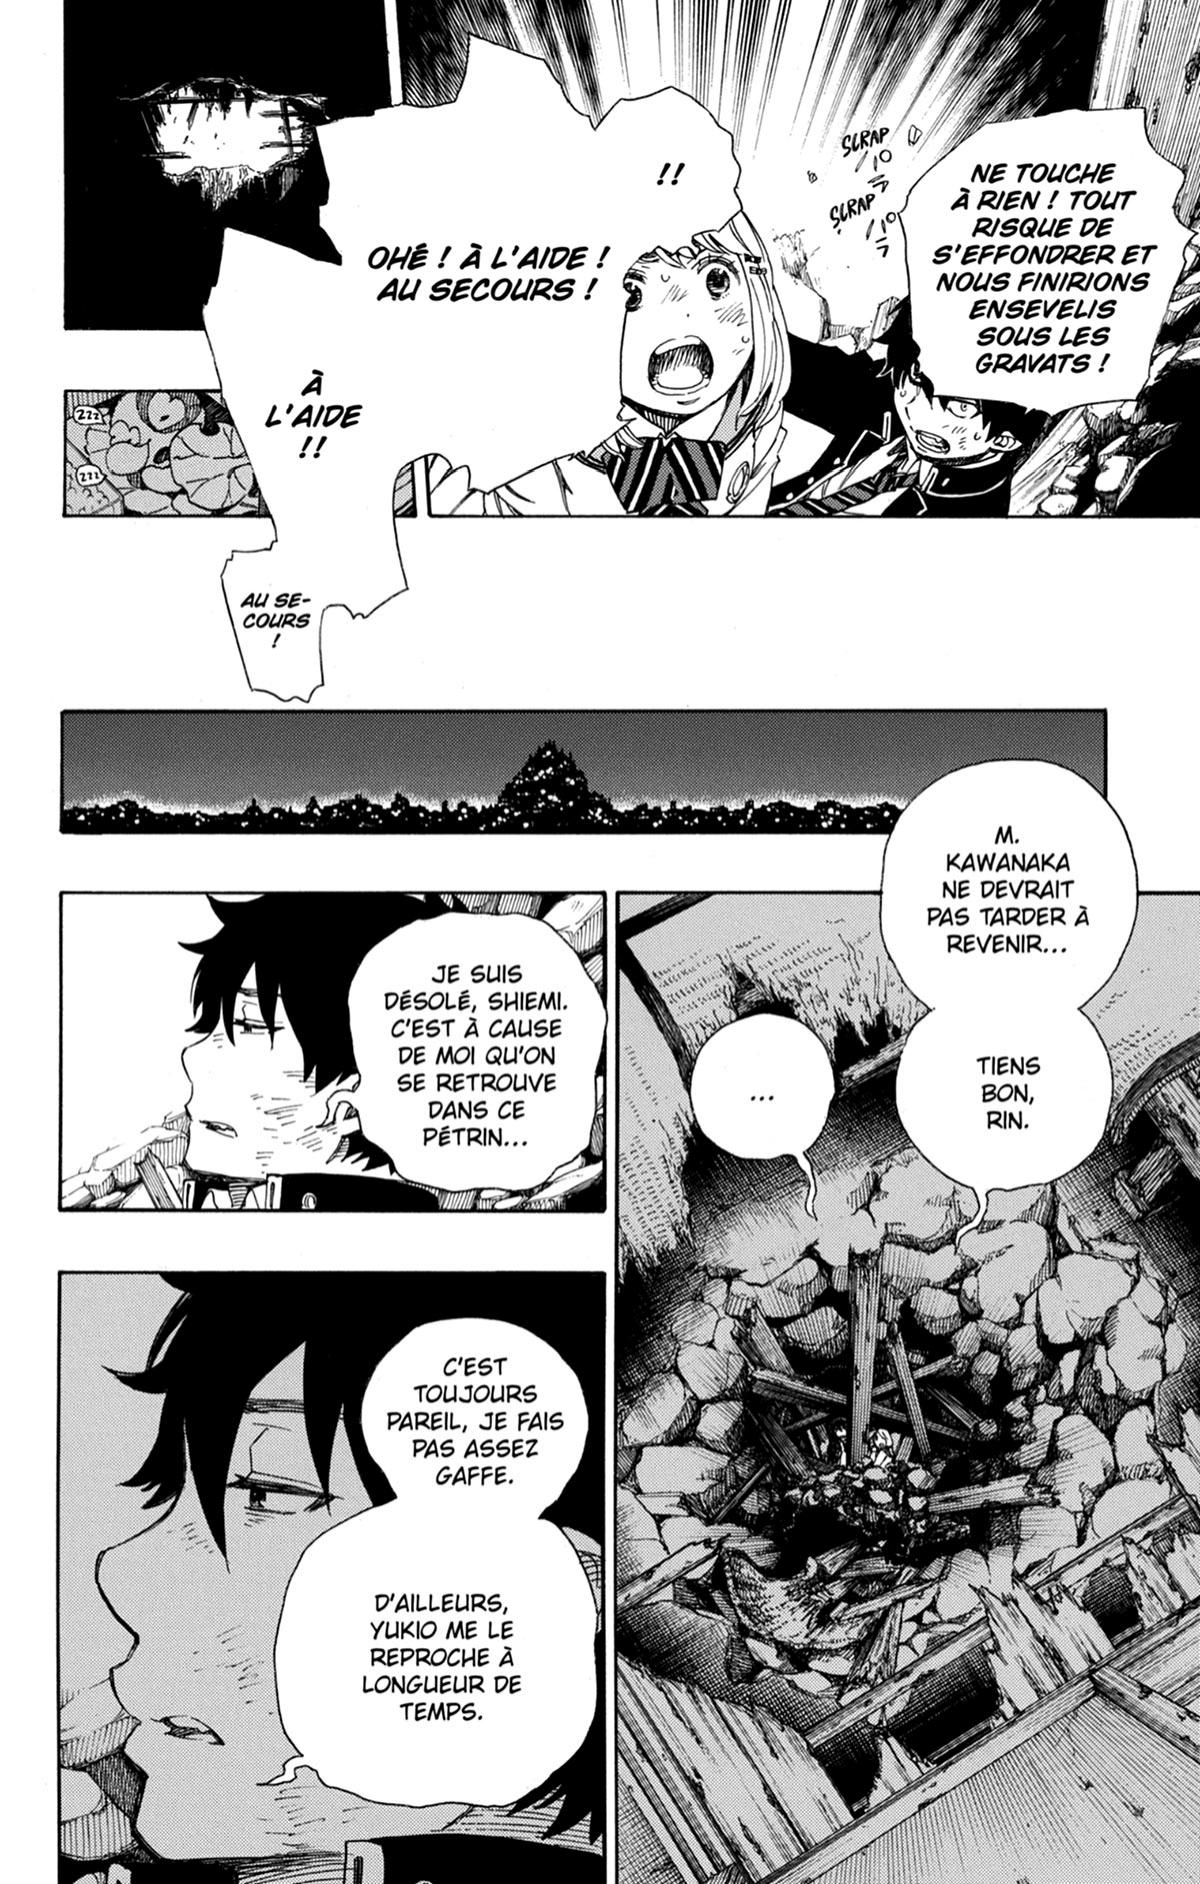 NE TOUCHE
À RIEN ! TOUT
RISQUE DE
S'EFFONDRER ET
NOUS FINIRIONS
ENSEVELIS
SOUS LES
GRAVATS !
SCRAP
SCRAP
!!
OHÉ ! À L'AIDE !
AU SECOURS !
À
L'AIDE
!!
ZZZ
ZZZ
AU SE-
COURS
!
M.
KAWANAKA
NE DEVRAIT
PAS TARDER À
REVENIR...
TIENS
BON,
RIN.
...
JE SUIS
DÉSOLÉ, SHIEMI.
C'EST À CAUSE
DE MOI QU'ON
SE RETROUVE
DANS CE
PÉTRIN...
C'EST
TOUJOURS
PAREIL, JE FAIS
PAS ASSEZ
GAFFE.
D'AILLEURS,
YUKIO ME LE
REPROCHE À
LONGUEUR DE
TEMPS.